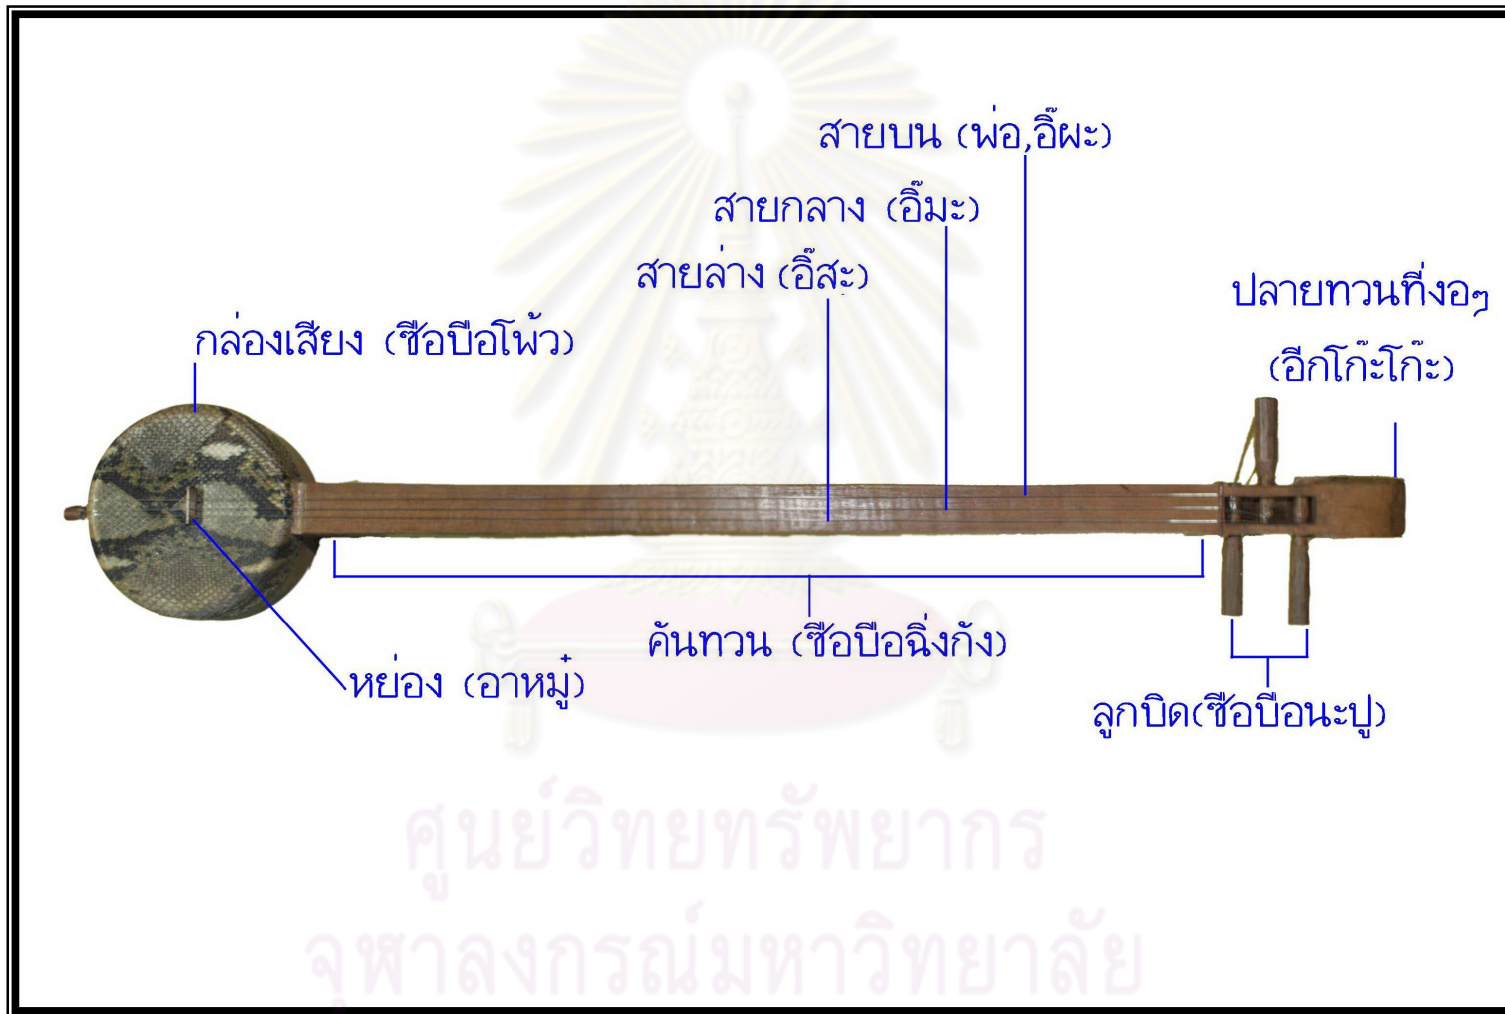 สายบน (พ่อ,อี๊ผะ)
สายกลาง (อี๊มะ)
สายล่าง (อี๊สะ)
ปลายทวนที่งอๆ
(อีกโก๊ะโก๊ะ)
กล่องเสียง (ซือบือโพ้ว)
คันทวน (ซือบือฉิ่งกัง)
หย่อง (อาหมู๋)
ลูกบิด(ซือบือนะปู)
ศูนย์วิทยทรัพยากร
จุฬาลงกรณ์มหาวิทยาลัย